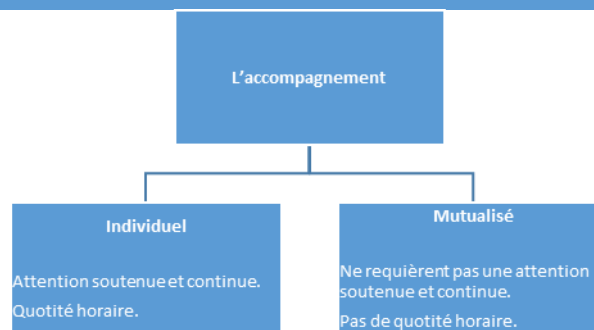 L'accompagnement
Individuel
Attention soutenue et continue.
Quotité horaire.
Mutualisé
Ne requièrent pas une attention
soutenue et continue.
Pas de quotité horaire.